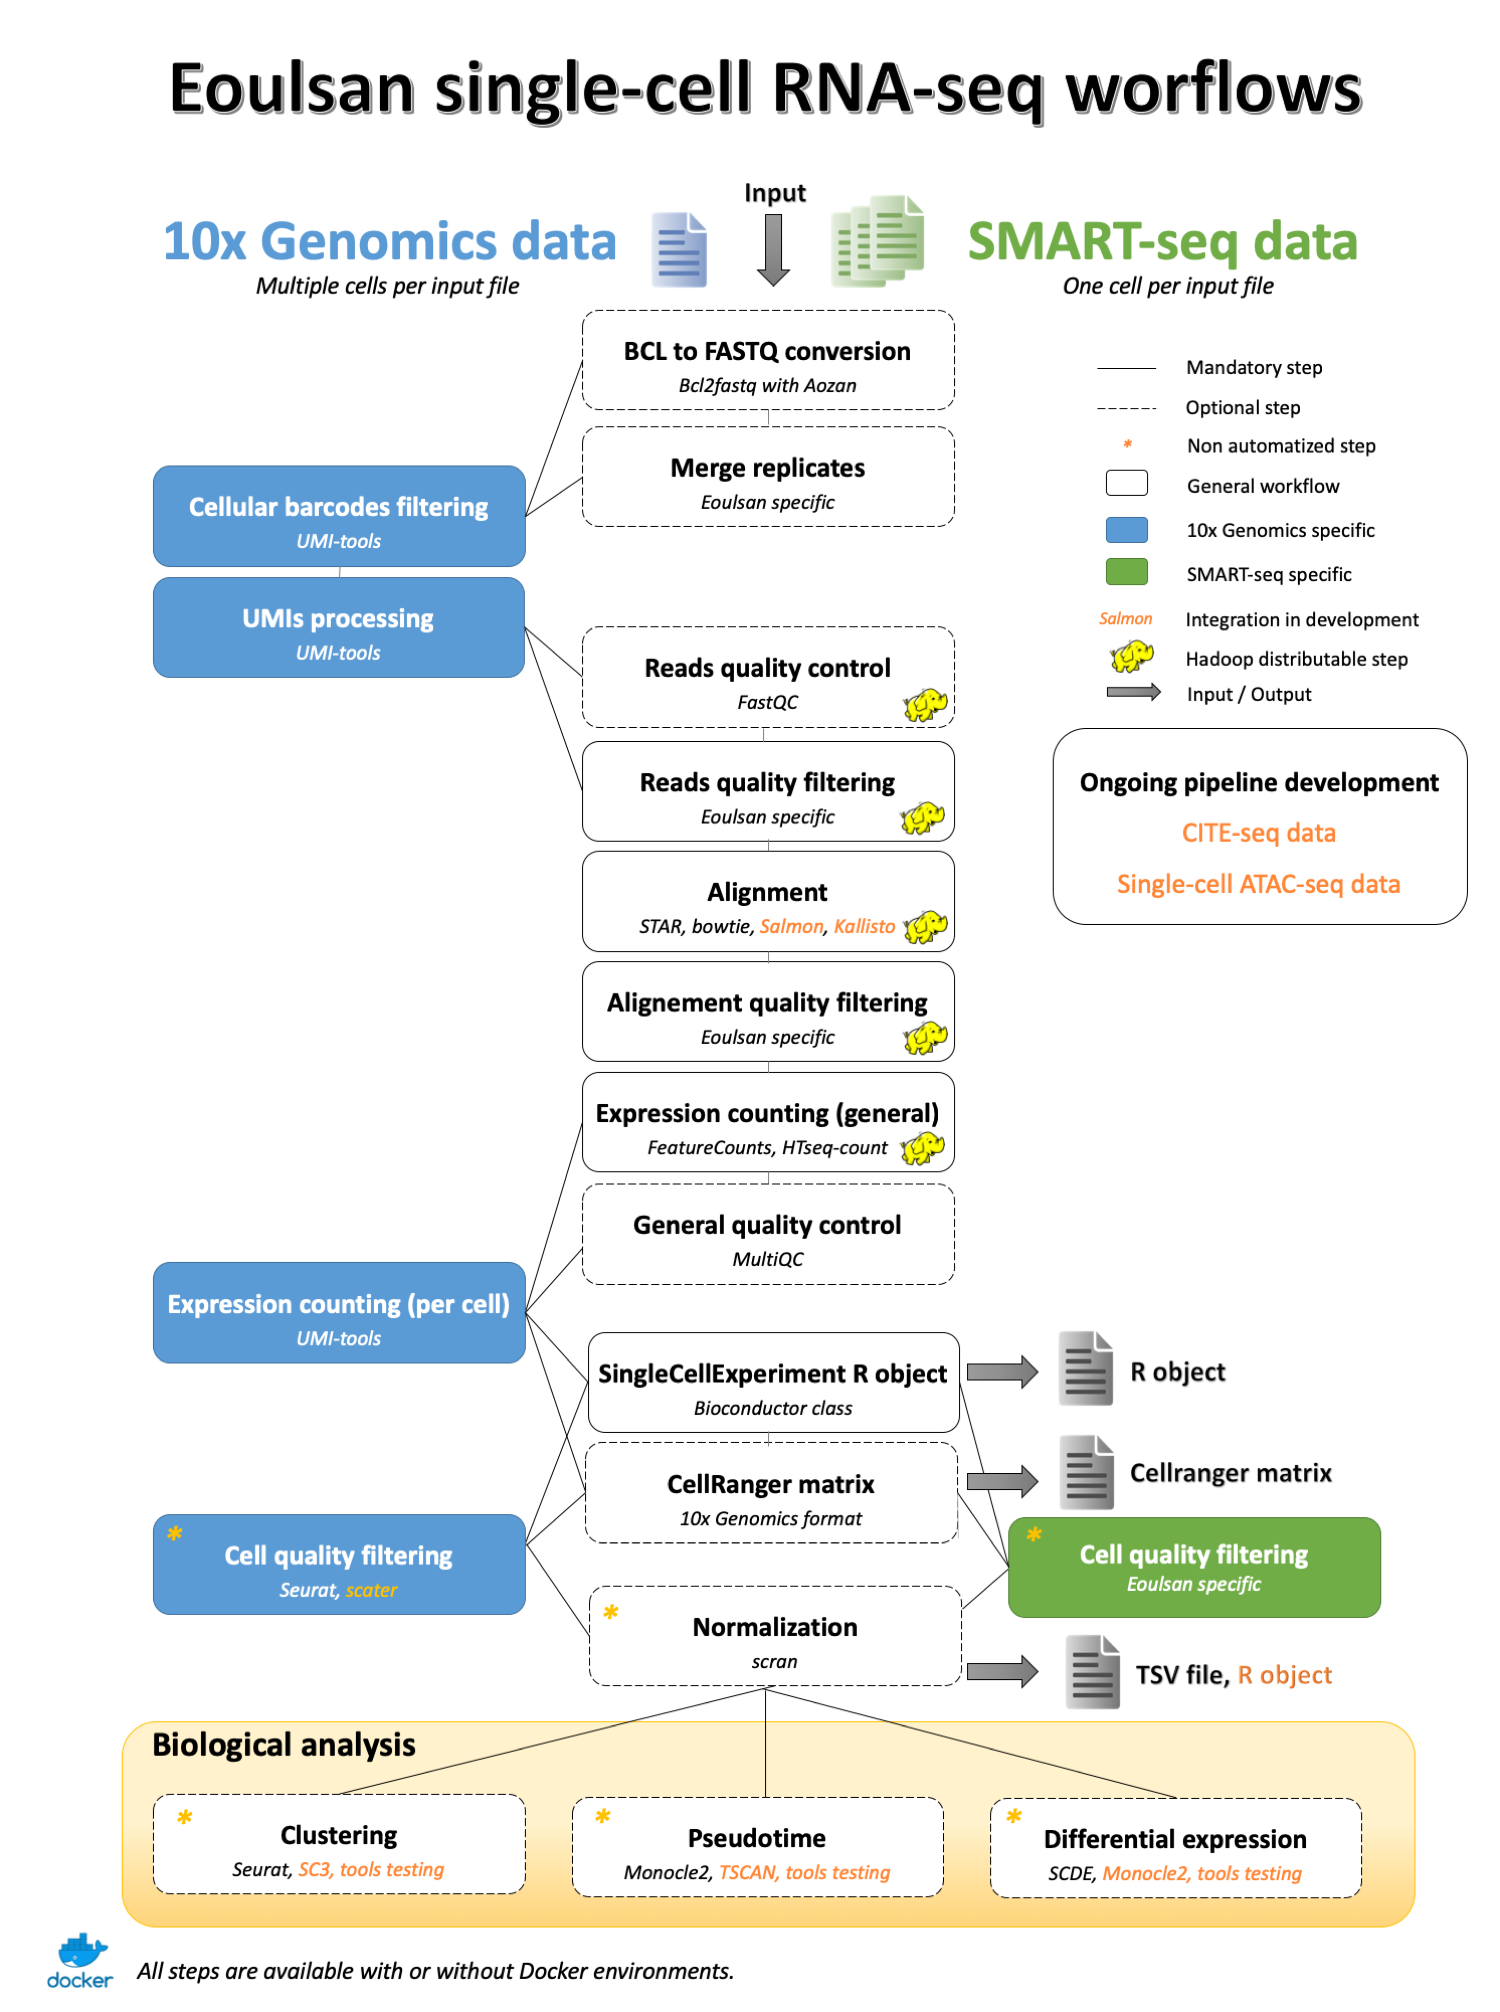 Eoulsan single-cell RNA-seq worflows
Input
10x Genomics data
Multiple cells per input file
SMART-seq data
One cell per input file
BCL to FASTQ conversion
Bcl2fastq with Aozan
Merge replicates
Eoulsan specific
Cellular barcodes filtering
UMI-tools
UMIs processing
UMI-tools
Mandatory step
Optional step
* Non automatized step
General workflow
10x Genomics specific
SMART-seq specific
Salmon Integration in development
Hadoop distributable step
Input / Output
Reads quality control
FastQC
Reads quality filtering
Eoulsan specific
Ongoing pipeline development
CITE-seq data
Single-cell ATAC-seq data
Alignment
STAR, bowtie, Salmon, Kallisto
Alignement quality filtering
Eoulsan specific
Expression counting (general)
FeatureCounts, HTseq-count
General quality control
MultiQC
Expression counting (per cell)
UMI-tools
SingleCellExperiment R object
Bioconductor class
R object
CellRanger matrix
10x Genomics format
Cellranger matrix
*
Cell quality filtering
Seurat, scater
*
Cell quality filtering
Eoulsan specific
*
Normalization
scran
TSV file, R object
Biological analysis
*
Clustering
Seurat, SC3, tools testing
*
Pseudotime
Monocle2, TSCAN, tools testing
*
Differential expression
SCDE, Monocle2, tools testing
docker
All steps are available with or without Docker environments.